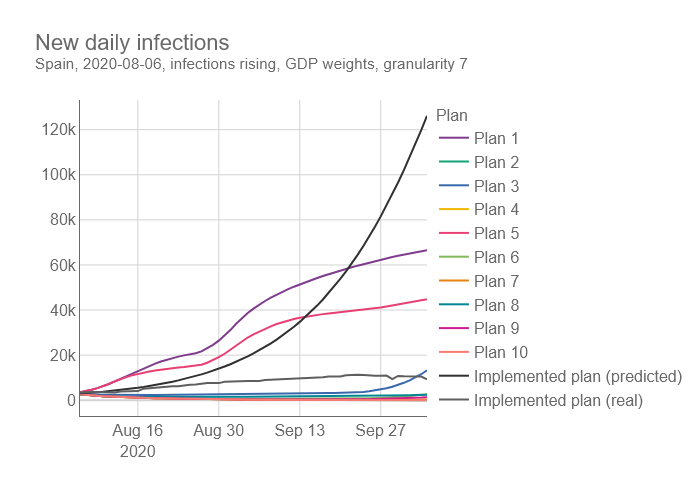 New daily infections
Spain, 2020-08-06, infections rising, GDP weights, granularity 7
120k
100k
80k
60k
40k
20k
0
Aug 16
2020
Aug 30
Sep 13
Sep 27
Plan
Plan 1
Plan 2
Plan 3
Plan 4
Plan 5
Plan 6
Plan 7
Plan 8
Plan 9
Plan 10
Implemented plan (predicted)
Implemented plan (real)